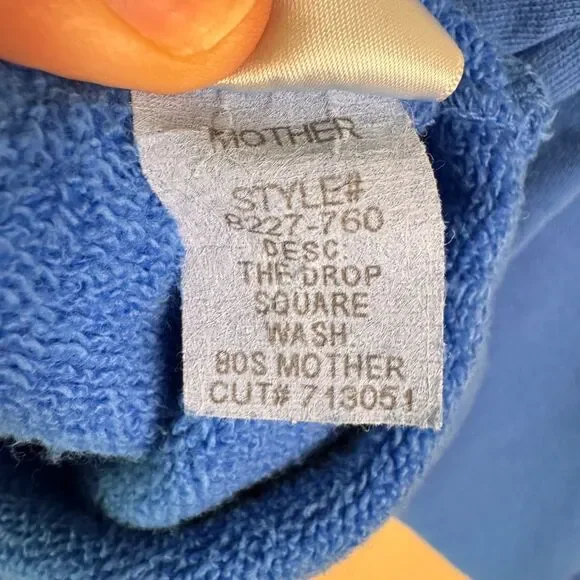 MOTHER
STYLE#
8227-760
DESC.
THE DROP
SQUARE
WASH.
80S MOTHER
CUT# 713051